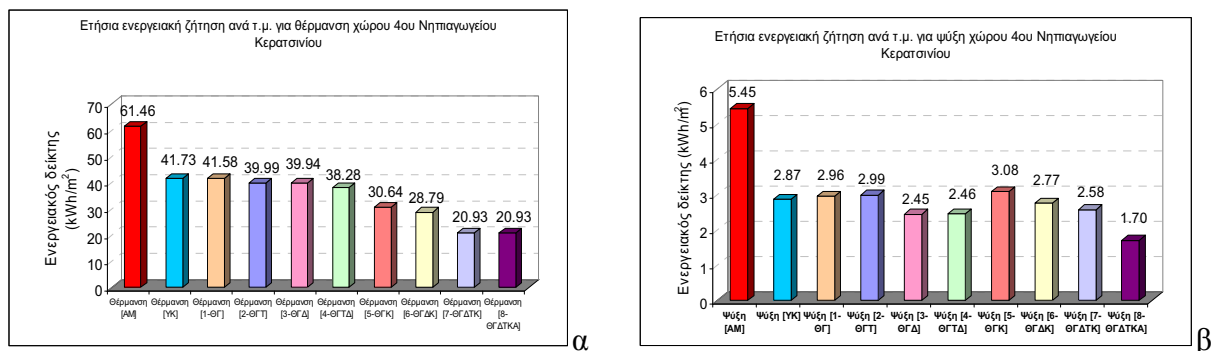 Ετήσια ενεργειακή ζήτηση ανά τ.μ. για θέρμανση χώρου 4ου Νηπιαγωγείου
Κερατσινίου
Ενεργειακός δείκτης
(kWh/m²)
70
60
50
40
30
20
10
0
61.46
41.73
41.58
39.99
39.94
38.28
30.64
28.79
20.93
20.93
Θέρμανση [ΑΜ]
Θέρμανση [ΥΚ]
Θέρμανση [1-ΘΓ]
Θέρμανση [2-ΘΓΤ]
Θέρμανση [3-ΘΓΔ]
Θέρμανση [4-ΘΓΤΔ]
Θέρμανση [5-ΘΓΚ]
Θέρμανση [6-ΘΓΔΚ]
Θέρμανση [7-ΘΓΔΤΚ]
Θέρμανση [8-ΘΓΔΤΚΑ]
α
Ετήσια ενεργειακή ζήτηση ανά τ.μ. για ψύξη χώρου 4ου Νηπιαγωγείου
Κερατσινίου
Ενεργειακός δείκτης (kWh/m²)
6
5
4
3
2
1
0
5.45
2.87
2.96
2.99
2.45
2.46
3.08
2.77
2.58
1.70
Ψύξη [ΑΜ]
Ψύξη [ΥΚ]
Ψύξη [1-ΘΓ]
Ψύξη [2-ΘΓΤ]
Ψύξη [3-ΘΓΔ]
Ψύξη [4-ΘΓΤΔ]
Ψύξη [5-ΘΓΚ]
Ψύξη [6-ΘΓΔΚ]
Ψύξη [7-ΘΓΔΤΚ]
Ψύξη [8-ΘΓΔΤΚΑ]
β